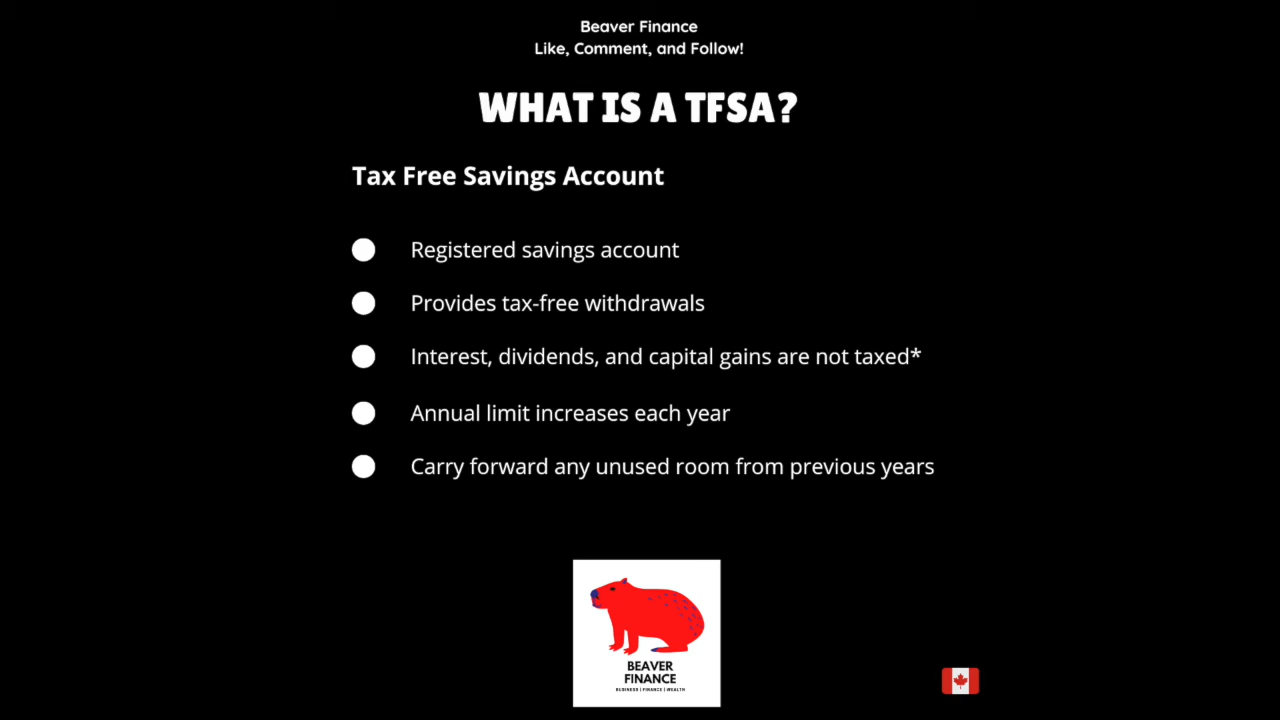 Beaver Finance
Like, Comment, and Follow!
WHAT IS A TFSA?
Tax Free Savings Account
Registered savings account
Provides tax-free withdrawals
Interest, dividends, and capital gains are not taxed*
Annual limit increases each year
Carry forward any unused room from previous years
BEAVER
FINANCE
BUSINESS | FINANCE | WEALTH